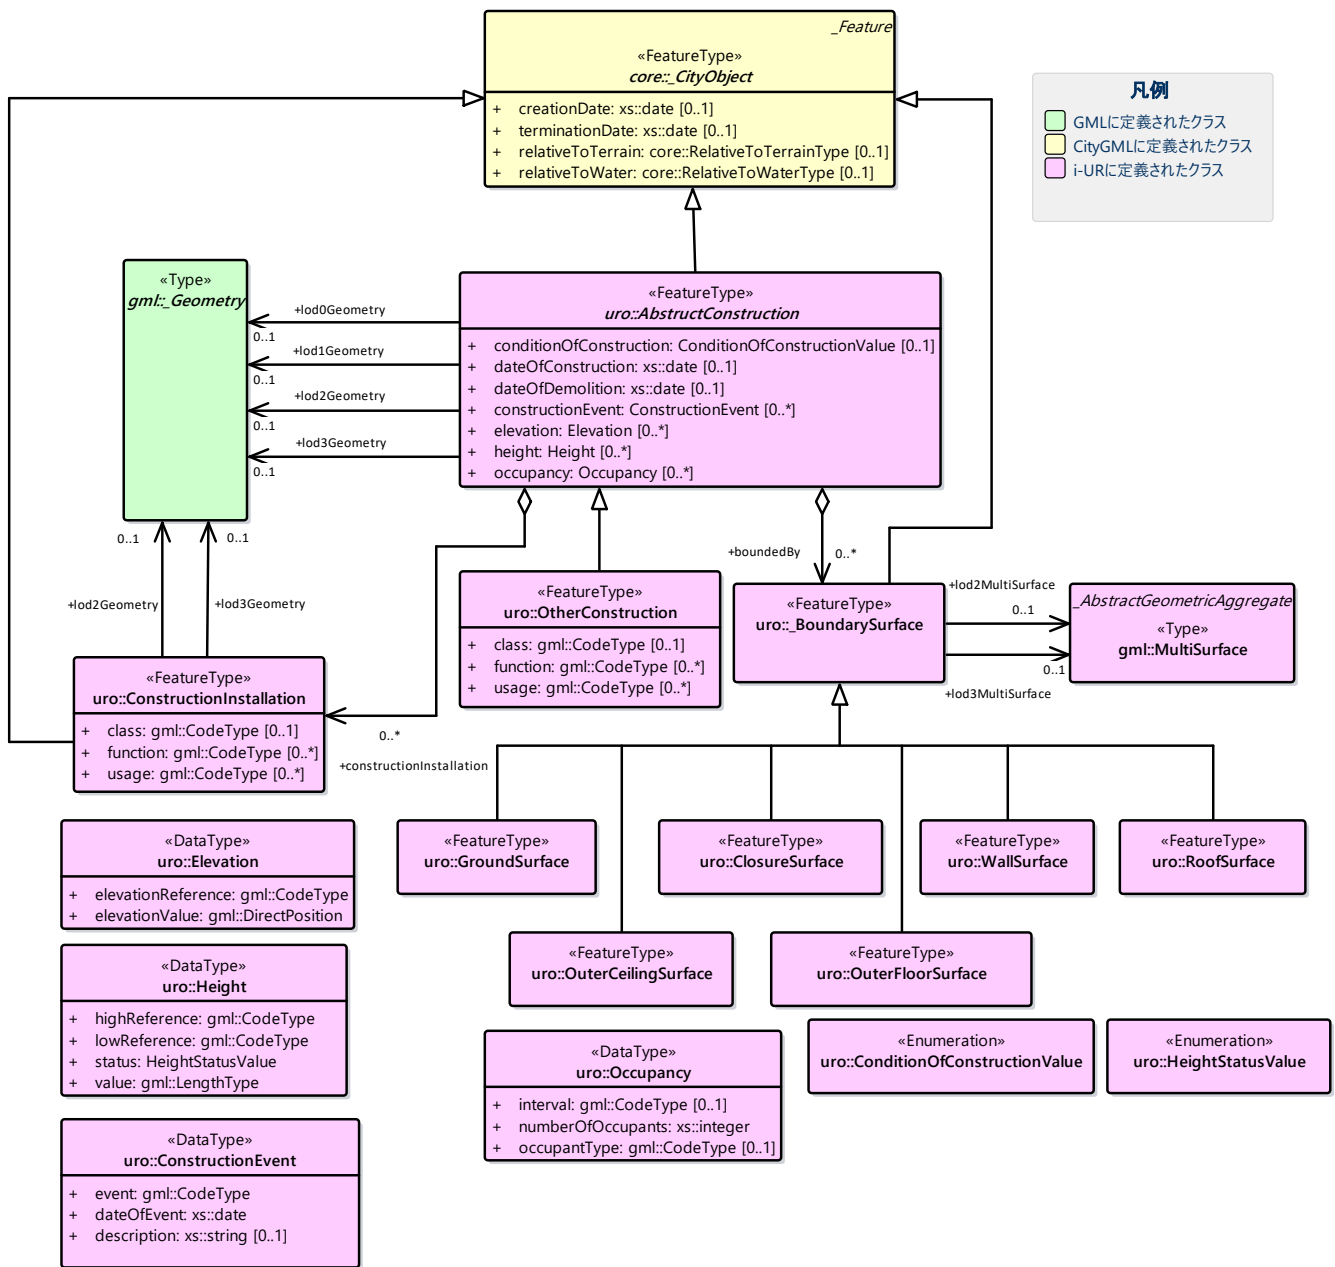 _Feature
«FeatureType»
core::_CityObject
+ creationDate: xs::date [0..1]
+ terminationDate: xs::date [0..1]
+ relativeToTerrain: core::RelativeToTerrainType [0..1]
+ relativeToWater: core::RelativeToWaterType [0..1]
凡例
GMLに定義されたクラス
CityGMLに定義されたクラス
i-URに定義されたクラス
«Type»
gml::_Geometry
+lod0Geometry
0..1
+lod1Geometry
0..1
+lod2Geometry
0..1
+lod3Geometry
0..1
«FeatureType»
uro::AbstractConstruction
+ conditionOfConstruction: ConditionOfConstructionValue [0..1]
+ dateOfConstruction: xs::date [0..1]
+ dateOfDemolition: xs::date [0..1]
+ constructionEvent: ConstructionEvent [0..*]
+ elevation: Elevation [0..*]
+ height: Height [0..*]
+ occupancy: Occupancy [0..*]
0..1
0..1
+lod2Geometry
+lod3Geometry
+boundedBy
0..*
«FeatureType»
uro::OtherConstruction
+ class: gml::CodeType [0..1]
+ function: gml::CodeType [0..*]
+ usage: gml::CodeType [0..*]
«FeatureType»
uro::_BoundarySurface
+lod2MultiSurface
0..1
0..1
+lod3MultiSurface
_AbstractGeometricAggregate
«Type»
gml::MultiSurface
«FeatureType»
uro::ConstructionInstallation
+ class: gml::CodeType [0..1]
+ function: gml::CodeType [0..*]
+ usage: gml::CodeType [0..*]
0..*
+constructionInstallation
«FeatureType»
uro::GroundSurface
«FeatureType»
uro::ClosureSurface
«FeatureType»
uro::WallSurface
«FeatureType»
uro::RoofSurface
«DataType»
uro::Elevation
+ elevationReference: gml::CodeType
+ elevationValue: gml::DirectPosition
«FeatureType»
uro::OuterCeilingSurface
«FeatureType»
uro::OuterFloorSurface
«DataType»
uro::Height
+ highReference: gml::CodeType
+ lowReference: gml::CodeType
+ status: HeightStatusValue
+ value: gml::LengthType
«DataType»
uro::Occupancy
+ interval: gml::CodeType [0..1]
+ numberOfOccupants: xs::integer
+ occupantType: gml::CodeType [0..1]
«Enumeration»
uro::ConditionOfConstructionValue
«Enumeration»
uro::HeightStatusValue
«DataType»
uro::ConstructionEvent
+ event: gml::CodeType
+ dateOfEvent: xs::date
+ description: xs::string [0..1]